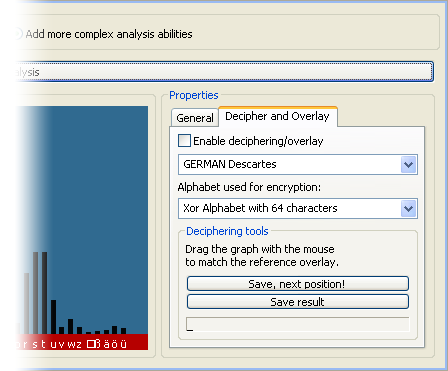 Add more complex analysis abilities
lysis
Properties
General
Decipher and Overlay
Enable deciphering/overlay
GERMAN Descartes
Alphabet used for encryption:
Xor Alphabet with 64 characters
Deciphering tools
Drag the graph with the mouse
to match the reference overlay.
Save, next position!
Save result
_
r s t u v w z □ ß ä ö ü